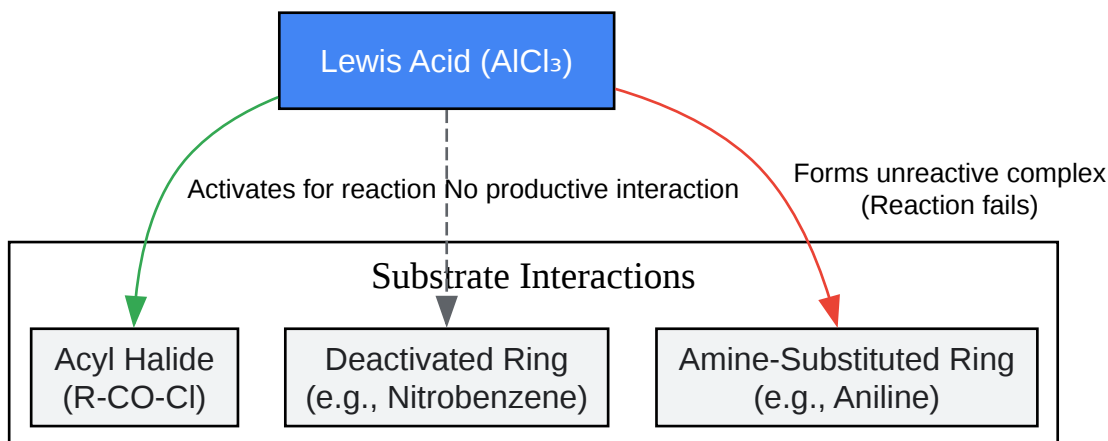 Lewis Acid (AlCl₃)
Activates for reaction
No productive interaction
Forms unreactive complex
(Reaction fails)
Substrate Interactions
Acyl Halide
(R-CO-Cl)
Deactivated Ring
(e.g., Nitrobenzene)
Amine-Substituted Ring
(e.g., Aniline)